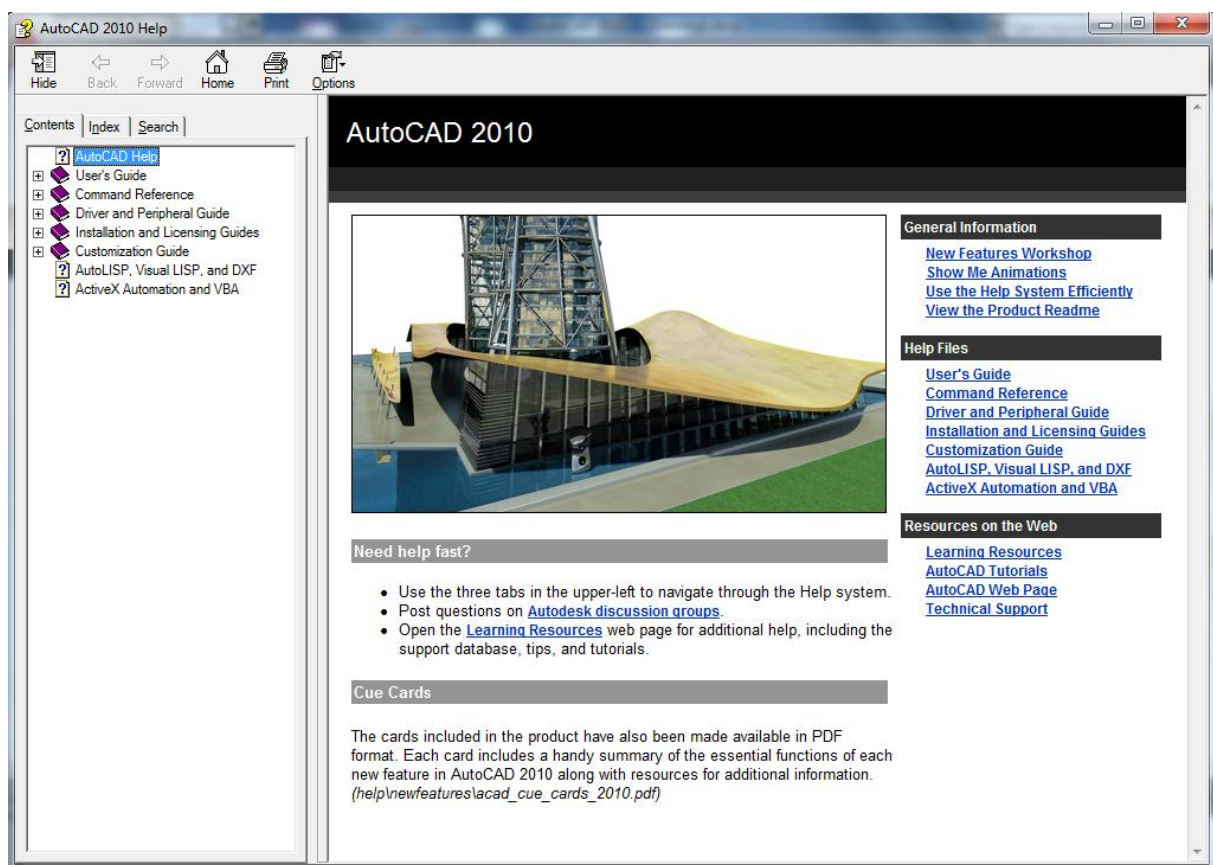 AutoCAD 2010 Help
Hide Back Forward Home Print Options
Contents Index Search
AutoCAD Help
User's Guide
Command Reference
Driver and Peripheral Guide
Installation and Licensing Guides
Customization Guide
AutoLISP, Visual LISP, and DXF
ActiveX Automation and VBA
AutoCAD 2010
Need help fast?
Use the three tabs in the upper-left to navigate through the Help system.
Post questions on Autodesk discussion groups.
Open the Learning Resources web page for additional help, including the
support database, tips, and tutorials.
Cue Cards
The cards included in the product have also been made available in PDF
format. Each card includes a handy summary of the essential functions of each
new feature in AutoCAD 2010 along with resources for additional information.
(help\newfeatures\acad_cue_cards_2010.pdf)
General Information
New Features Workshop
Show Me Animations
Use the Help System Efficiently
View the Product Readme
Help Files
User's Guide
Command Reference
Driver and Peripheral Guide
Installation and Licensing Guides
Customization Guide
AutoLISP, Visual LISP, and DXF
ActiveX Automation and VBA
Resources on the Web
Learning Resources
AutoCAD Tutorials
AutoCAD Web Page
Technical Support